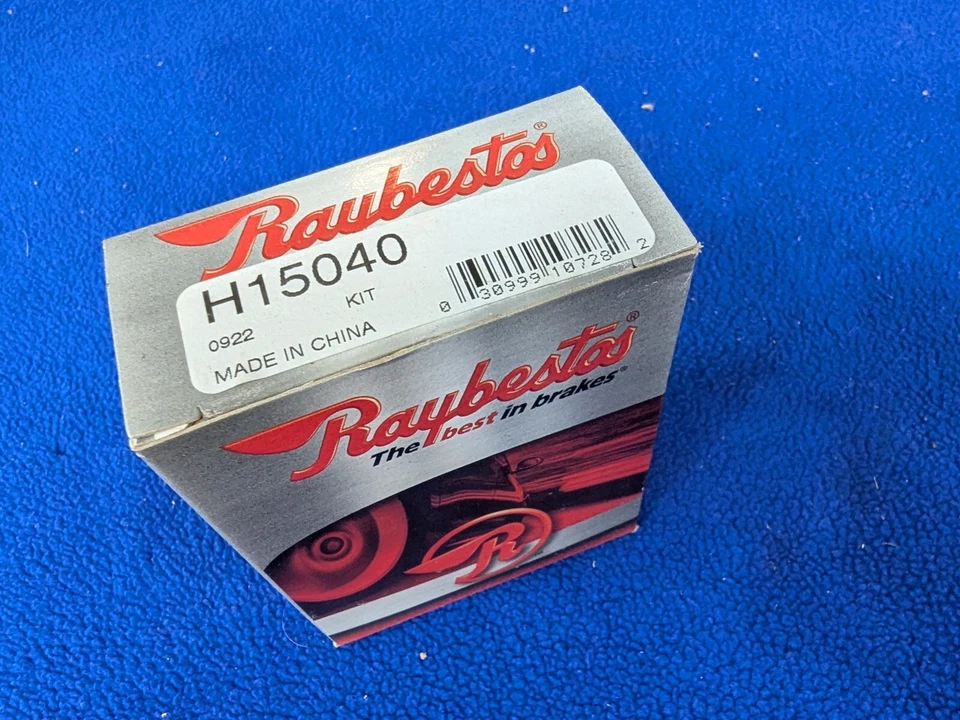 Raybestos®
H15040
KIT
0922
MADE IN CHINA
0 30999 10728 2
Raybestos®
The best in brakes®
R